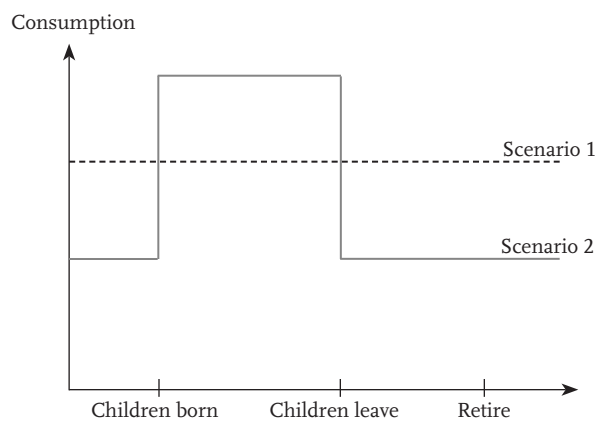 Consumption
Scenario 1
Scenario 2
Children born
Children leave
Retire